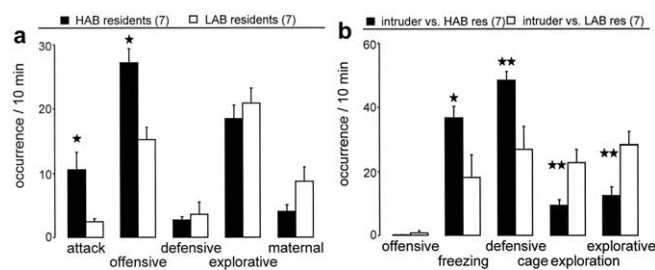 a
HAB residents (7) LAB residents (7)
30
20
10
0
occurrence / 10 min
★
★
attack defensive maternal
offensive explorative
b
intruder vs. HAB res (7) intruder vs. LAB res (7)
60
40
20
0
occurrence / 10 min
★
★★
★★
★★
offensive defensive explorative
freezing cage exploration